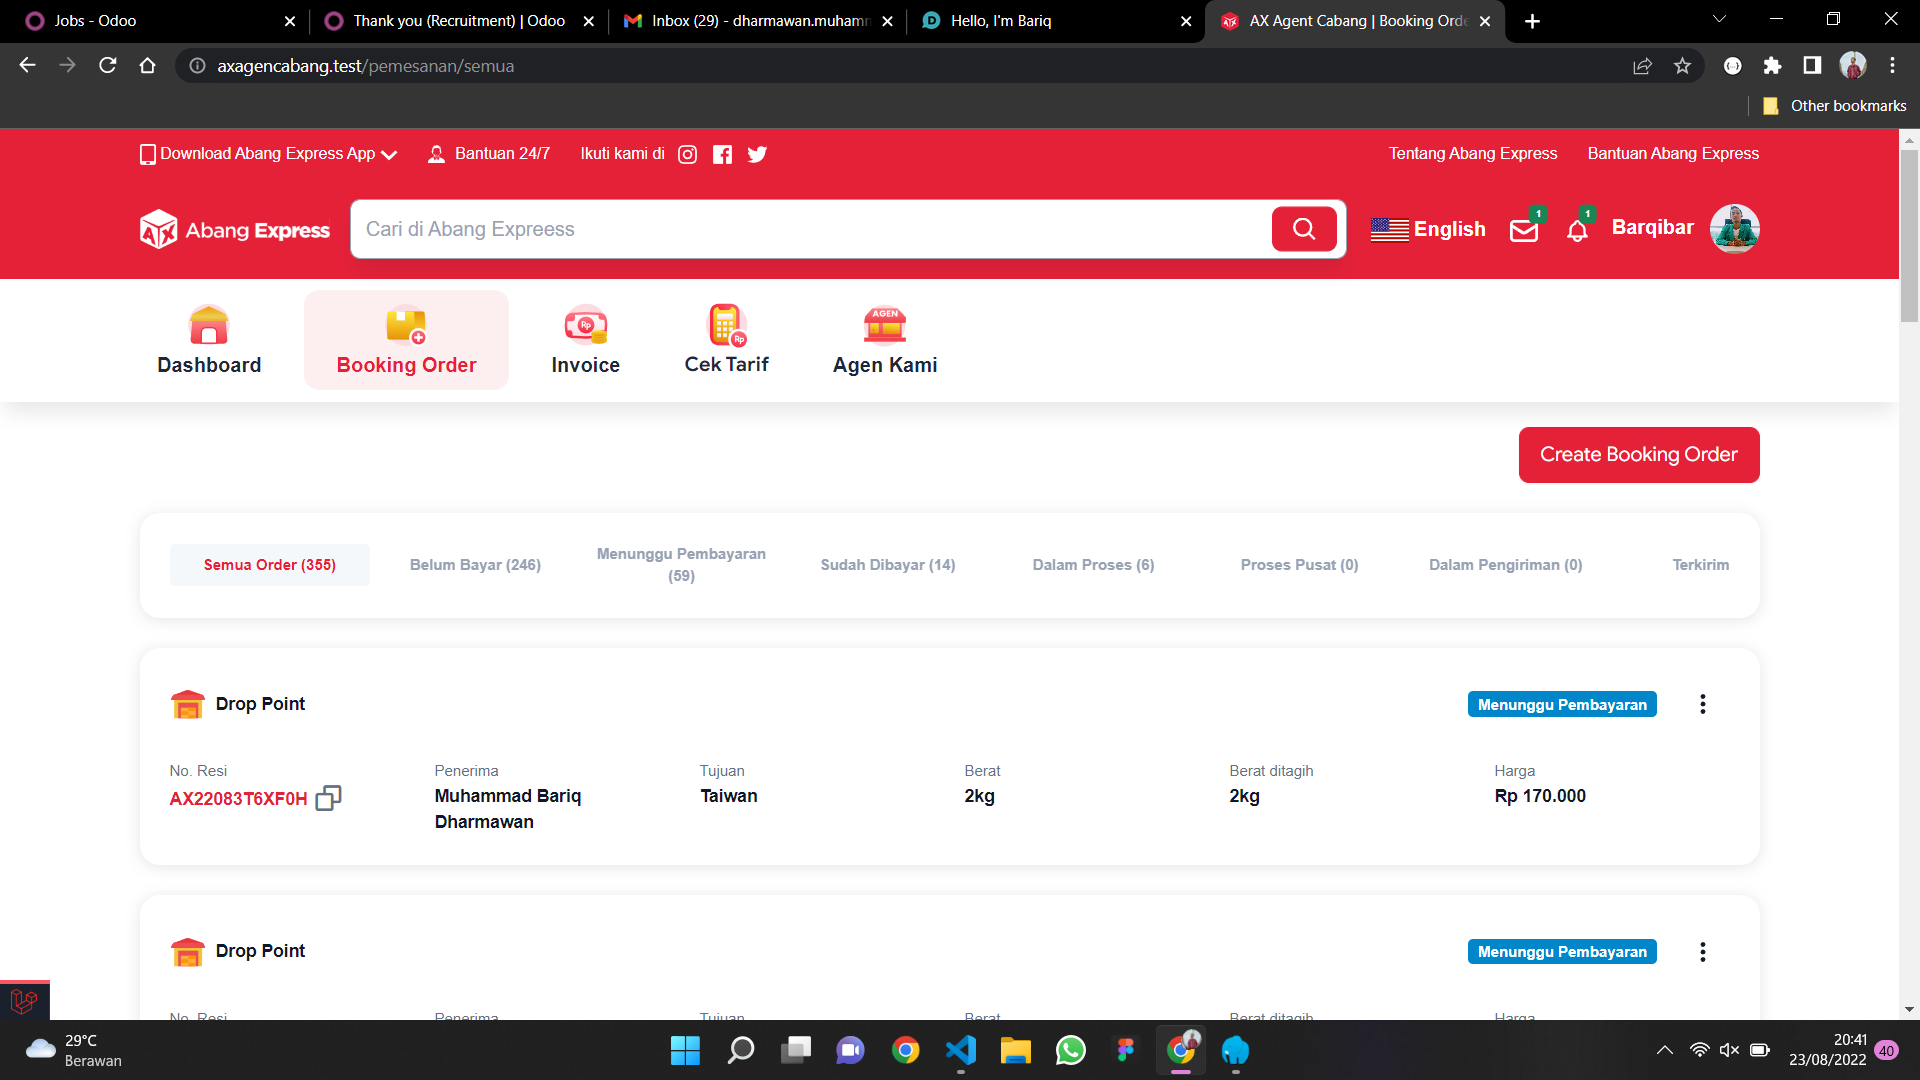 Jobs - Odoo
Thank you (Recruitment) | Odoo
Inbox (29) - dharmawan.muhamm
Hello, I'm Bariq
AX Agent Cabang | Booking Orde
axagencabang.test/pemesanan/semua
Other bookmarks
Download Abang Express App
Bantuan 24/7
Ikuti kami di
Tentang Abang Express
Bantuan Abang Express
Abang Express
Cari di Abang Expreess
English
1
1
Barqibar
Dashboard
Booking Order
Rp
Invoice
Rp
Cek Tarif
AGEN
Agen Kami
Create Booking Order
Semua Order (355)
Belum Bayar (246)
Menunggu Pembayaran
(59)
Sudah Dibayar (14)
Dalam Proses (6)
Proses Pusat (0)
Dalam Pengiriman (0)
Terkirim
Drop Point
Menunggu Pembayaran
No. Resi
Penerima
Tujuan
Berat
Berat ditagih
Harga
AX22083T6XF0H
Muhammad Bariq
Dharmawan
Taiwan
2kg
2kg
Rp 170.000
Drop Point
Menunggu Pembayaran
No. Resi
Penerima
Tujuan
Berat
Berat ditagih
Harga
29°C
Berawan
20:41
23/08/2022
40